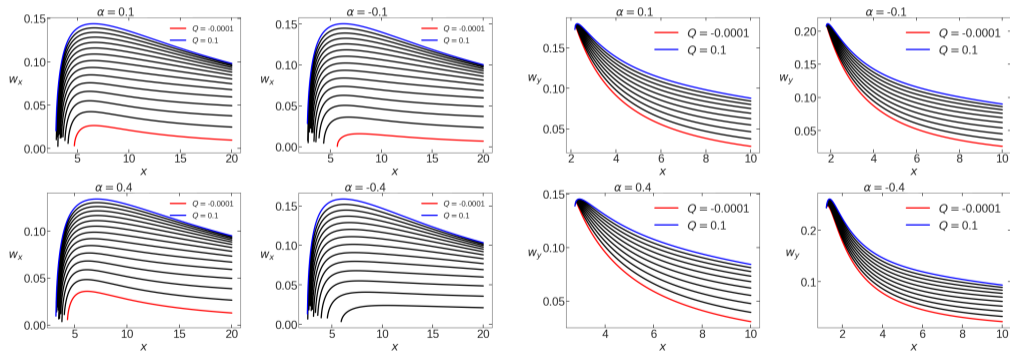 α = 0.1
0.15
0.10
0.05
0.00
w_x
Q = -0.0001
Q = 0.1
5
10
15
20
x
α = -0.1
0.15
0.10
0.05
0.00
w_x
Q = -0.0001
Q = 0.1
5
10
15
20
x
α = 0.1
0.15
0.10
0.05
w_y
Q = -0.0001
Q = 0.1
2
4
6
8
10
x
α = -0.1
0.20
0.15
0.10
0.05
w_y
Q = -0.0001
Q = 0.1
2
4
6
8
10
x
α = 0.4
0.10
0.05
0.00
w_x
Q = -0.0001
Q = 0.1
5
10
15
20
x
α = -0.4
0.15
0.10
0.05
0.00
w_x
Q = -0.0001
Q = 0.1
5
10
15
20
x
α = 0.4
0.15
0.10
0.05
w_y
Q = -0.0001
Q = 0.1
4
6
8
10
x
α = -0.4
0.2
0.1
w_y
Q = -0.0001
Q = 0.1
2
4
6
8
10
x